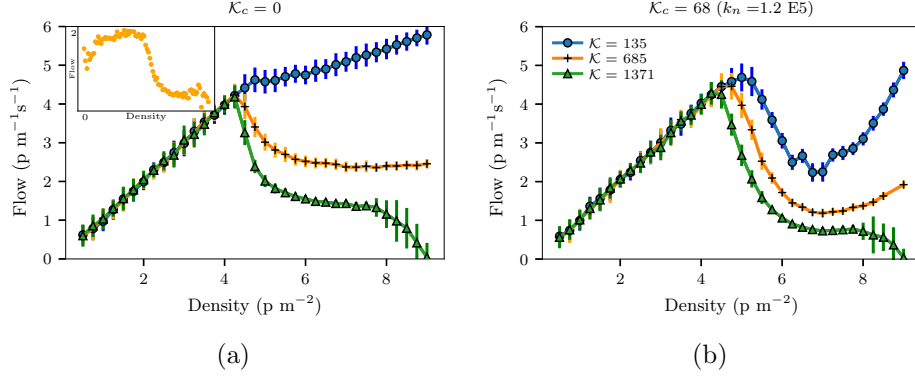 𝒦c = 0
𝒦c = 68 (kn =1.2 E5)
6
5
4
3
2
1
0
Flow (p m−1s−1)
2
Flow
0
Density
2
4
6
8
Density (p m−2)
6
5
4
3
2
1
0
Flow (p m−1s−1)
𝒦 = 135
𝒦 = 685
𝒦 = 1371
2
4
6
8
Density (p m−2)
(a)
(b)